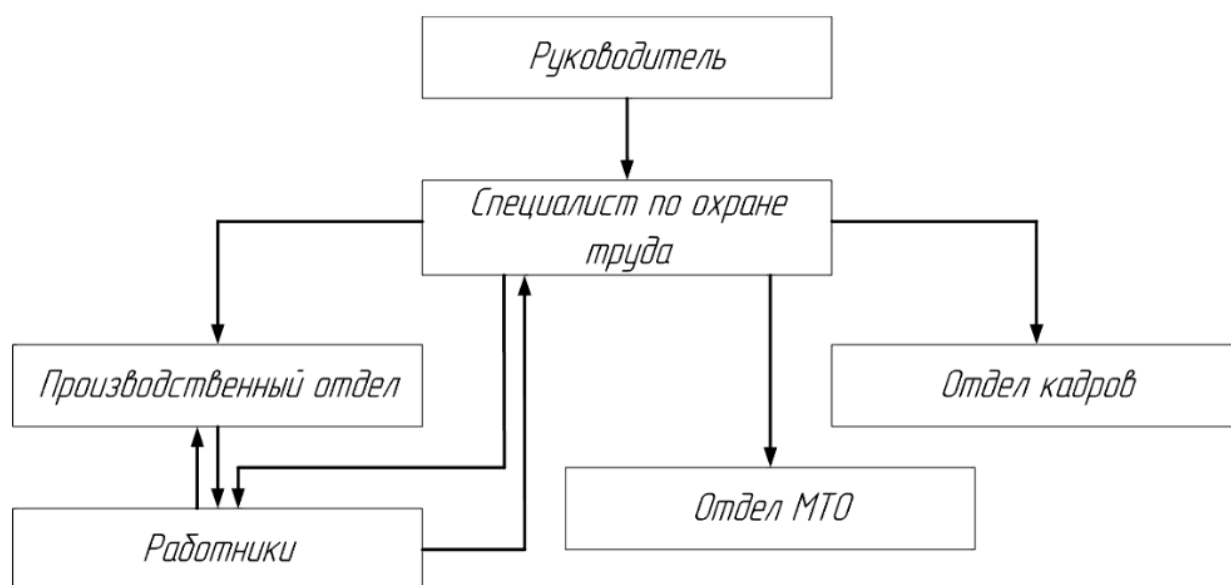 Руководитель
Специалист по охране
труда
Производственный отдел
Отдел кадров
Отдел МТО
Работники